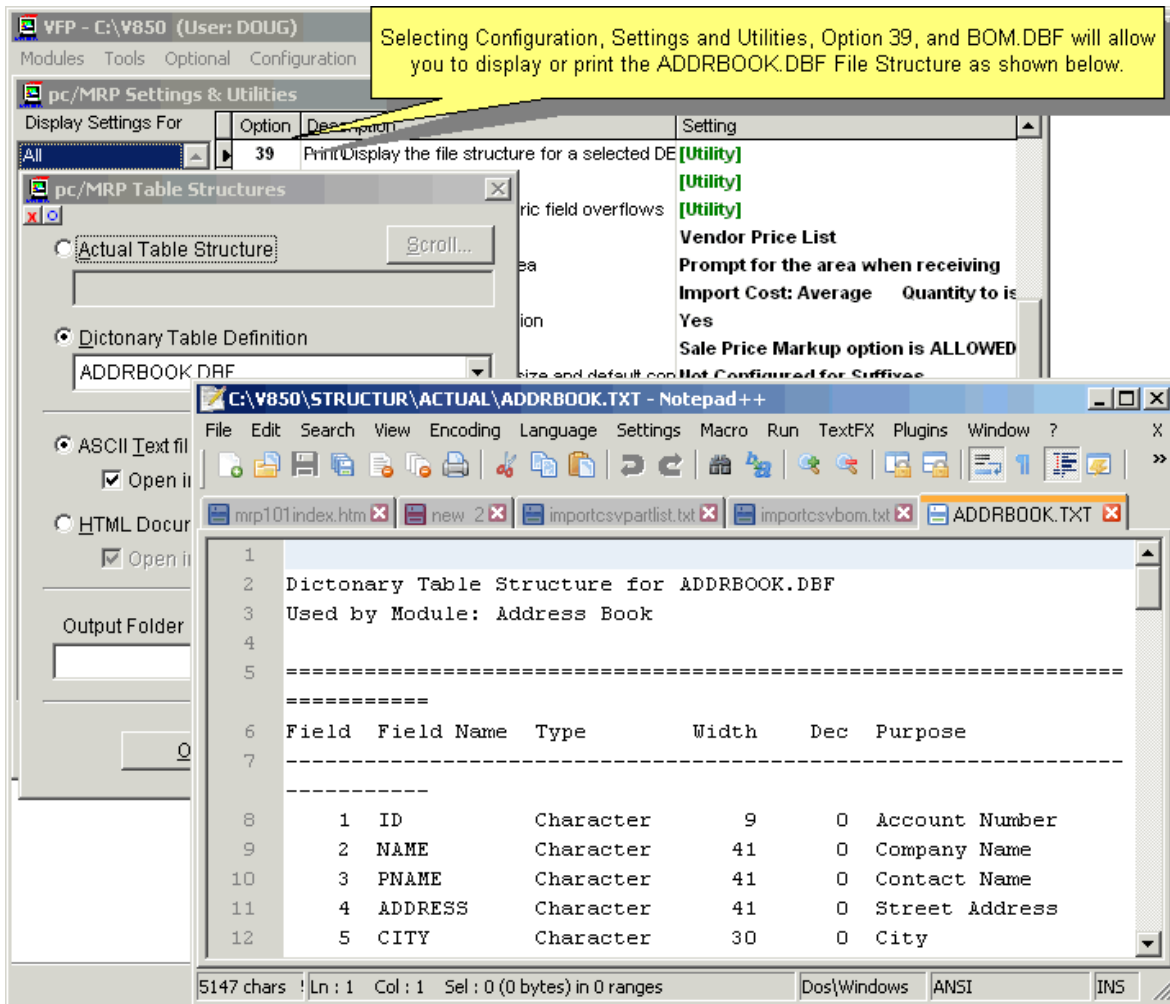 VFP - C:\V850 (User: DOUG)
Modules Tools Optional Configuration
Selecting Configuration, Settings and Utilities, Option 39, and BOM.DBF will allow
you to display or print the ADDRBOOK.DBF File Structure as shown below.
pc/MRP Settings & Utilities
Display Settings For
All
Option Description Setting
39 Print\Display the file structure for a selected DB [Utility]
[Utility]
ric field overflows [Utility]
Vendor Price List
ea Prompt for the area when receiving
Import Cost: Average Quantity to is
ion Yes
Sale Price Markup option is ALLOWED
size and default con Not Configured for Suffixes
pc/MRP Table Structures
Actual Table Structure
Scroll...
Dictonary Table Definition
ADDRBOOK.DBF
ASCII Text fil
Open i
HTML Docur
Open i
Output Folder
O
C:\V850\STRUCTUR\ACTUAL\ADDRBOOK.TXT - Notepad++
File Edit Search View Encoding Language Settings Macro Run TextFX Plugins Window ? X
mrp101index.htm new 2 importcsvpartlist.txt importcsvbom.txt ADDRBOOK.TXT
1
2 Dictonary Table Structure for ADDRBOOK.DBF
3 Used by Module: Address Book
4
5 ================================================================
===========
6 Field Field Name Type Width Dec Purpose
7 ----------------------------------------------------------------
-----------
8 1 ID Character 9 0 Account Number
9 2 NAME Character 41 0 Company Name
10 3 PNAME Character 41 0 Contact Name
11 4 ADDRESS Character 41 0 Street Address
12 5 CITY Character 30 0 City
5147 chars Ln : 1 Col : 1 Sel : 0 (0 bytes) in 0 ranges Dos\Windows ANSI INS